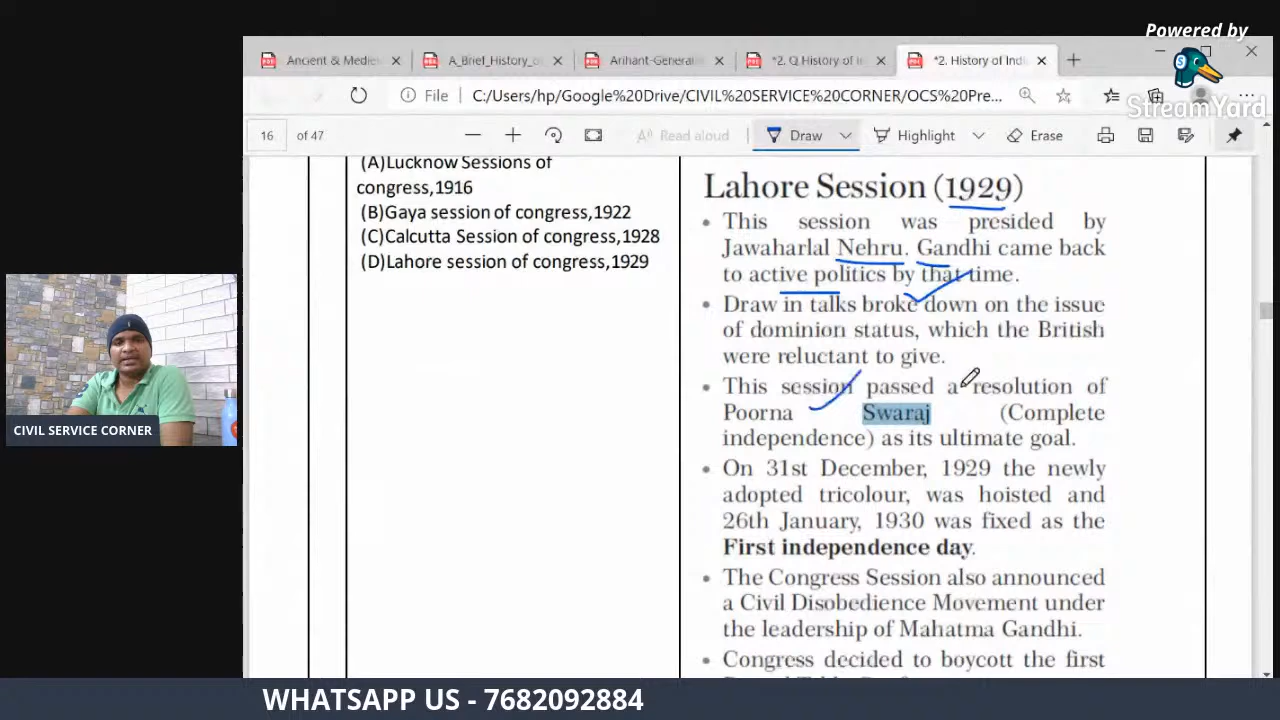 Powered by
StreamYard
Ancient & Medie
A_Brief_History_o
Arihant-Genera
*2. Q History of I
*2. History of Indi
File
C:/Users/hp/Google%20Drive/CIVIL%20SERVICE%20CORNER/OCS%20Pre...
16 of 47
Read aloud
Draw
Highlight
Erase
(A)Lucknow Sessions of
congress,1916
(B)Gaya session of congress,1922
(C)Calcutta Session of congress,1928
(D)Lahore session of congress,1929
Lahore Session (1929)
• This session was presided by
Jawaharlal Nehru. Gandhi came back
to active politics by that time.
• Draw in talks broke down on the issue
of dominion status, which the British
were reluctant to give.
• This session passed a resolution of
Poorna Swaraj (Complete
independence) as its ultimate goal.
• On 31st December, 1929 the newly
adopted tricolour, was hoisted and
26th January, 1930 was fixed as the
First independence day.
• The Congress Session also announced
a Civil Disobedience Movement under
the leadership of Mahatma Gandhi.
• Congress decided to boycott the first
CIVIL SERVICE CORNER
WHATSAPP US - 7682092884